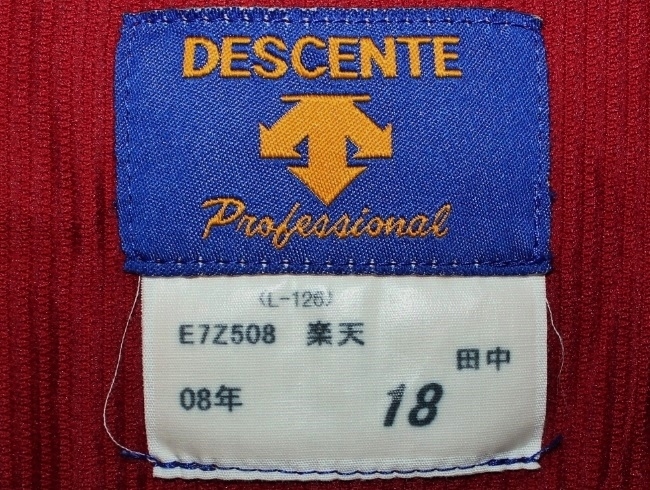 DESCENTE
Professional
(L-126)
E7Z508 楽天
田中
08年 18